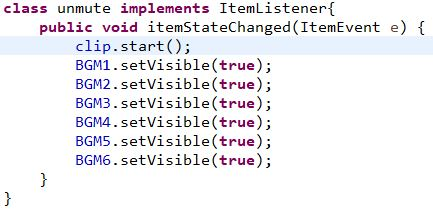 class unmute implements ItemListener{
    public void itemStateChanged(ItemEvent e) {
        clip.start();
        BGM1.setVisible(true);
        BGM2.setVisible(true);
        BGM3.setVisible(true);
        BGM4.setVisible(true);
        BGM5.setVisible(true);
        BGM6.setVisible(true);
    }
}